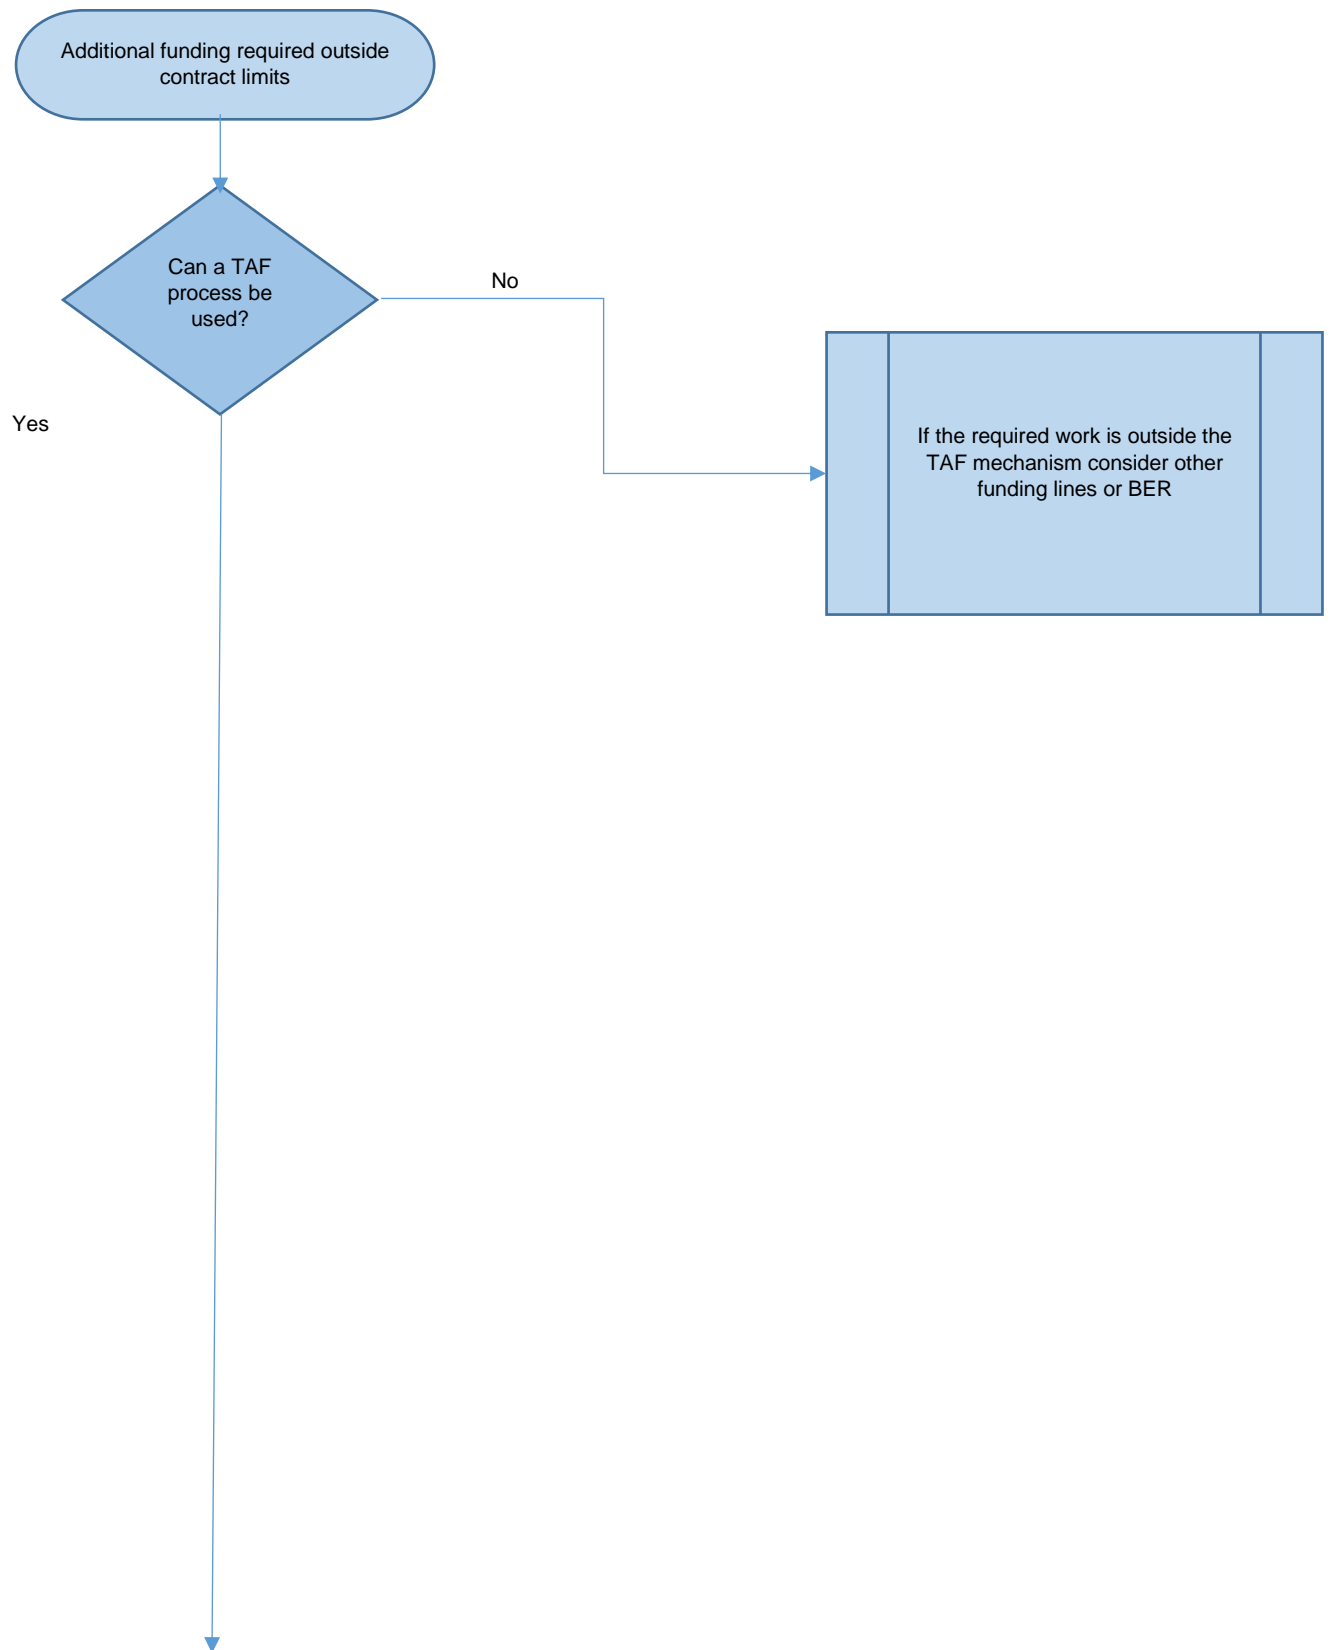 Additional funding required outside
contract limits
Can a TAF
process be
used?
No
Yes
If the required work is outside the
TAF mechanism consider other
funding lines or BER